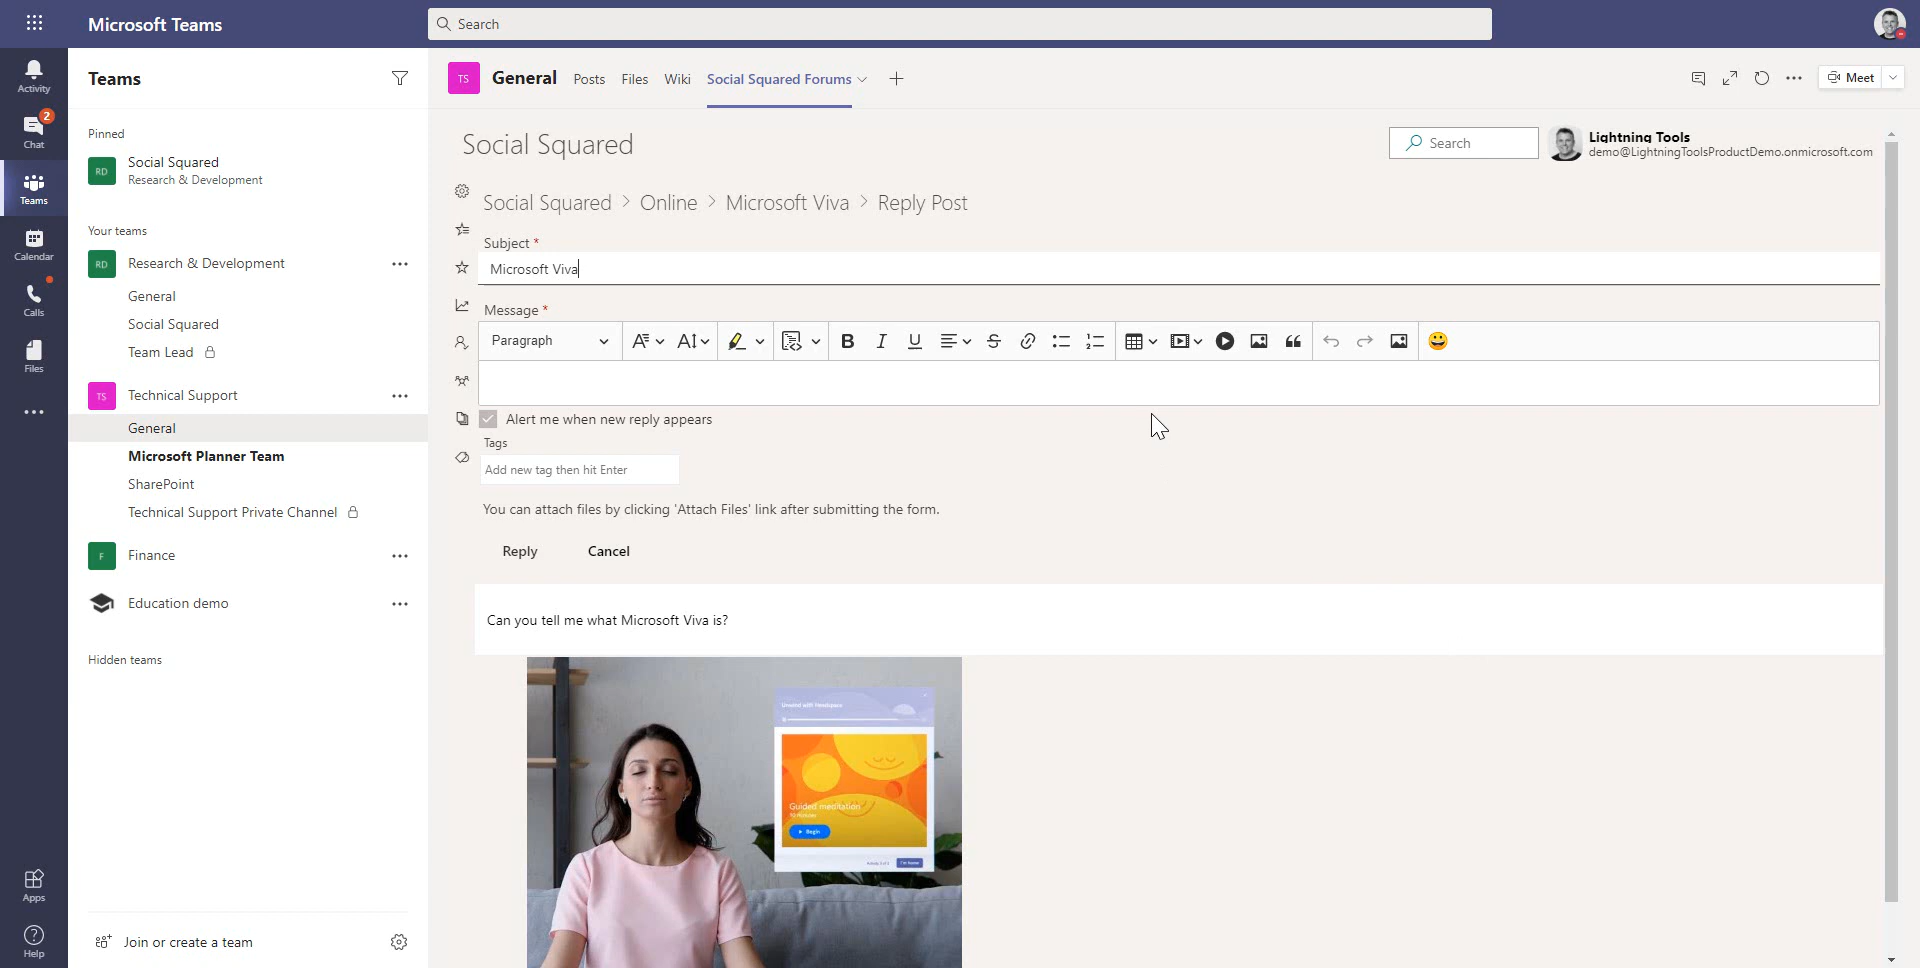 Microsoft Teams
Search
Activity
2
Chat
Teams
Calendar
Calls
Files
Apps
Help
Teams
Pinned
RD
Social Squared
Research & Development
Your teams
RD
Research & Development
General
Social Squared
Team Lead
TS
Technical Support
General
Microsoft Planner Team
SharePoint
Technical Support Private Channel
F
Finance
Education demo
Hidden teams
Join or create a team
TS
General
Posts
Files
Wiki
Social Squared Forums
Meet
Social Squared
Search
Lightning Tools
demo@LightningToolsProductDemo.onmicrosoft.com
Social Squared > Online > Microsoft Viva > Reply Post
Subject *
Microsoft Viva
Message *
Paragraph
Alert me when new reply appears
Tags
Add new tag then hit Enter
You can attach files by clicking 'Attach Files' link after submitting the form.
Reply
Cancel
Can you tell me what Microsoft Viva is?
Unwind with Headspace
Guided meditation
Begin